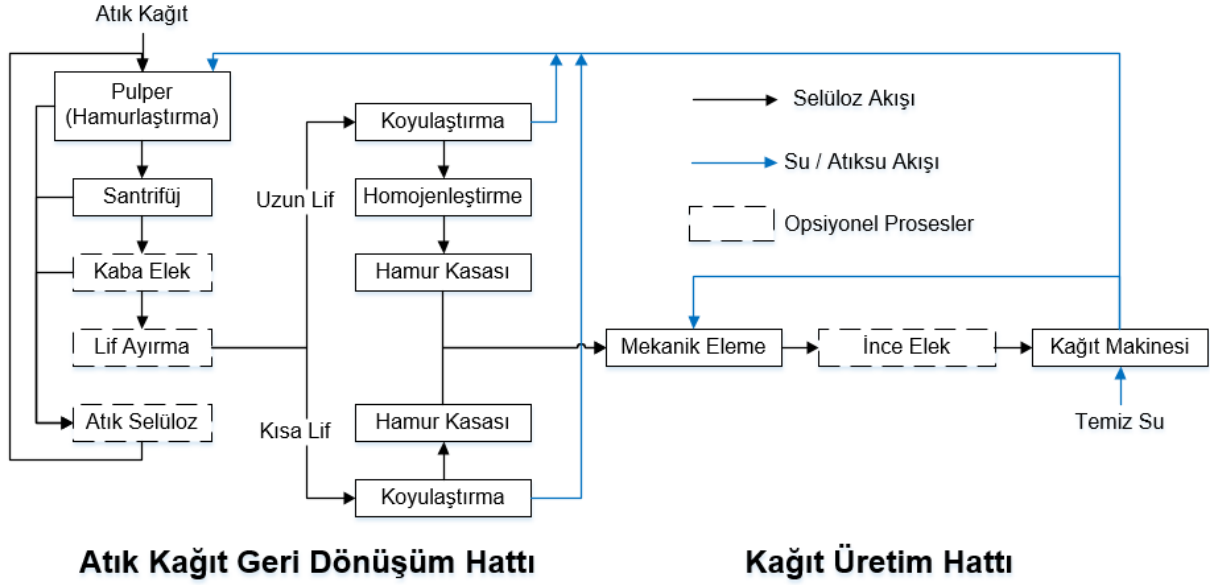 Atık Kağıt
Pulper
(Hamurlaştırma)
Santrifüj
Kaba Elek
Lif Ayırma
Atık Selüloz
Uzun Lif
Kısa Lif
Koyulaştırma
Homojenleştirme
Hamur Kasası
Hamur Kasası
Koyulaştırma
Selüloz Akışı
Su / Atıksu Akışı
Opsiyonel Prosesler
Mekanik Eleme
İnce Elek
Kağıt Makinesi
Temiz Su
Atık Kağıt Geri Dönüşüm Hattı
Kağıt Üretim Hattı